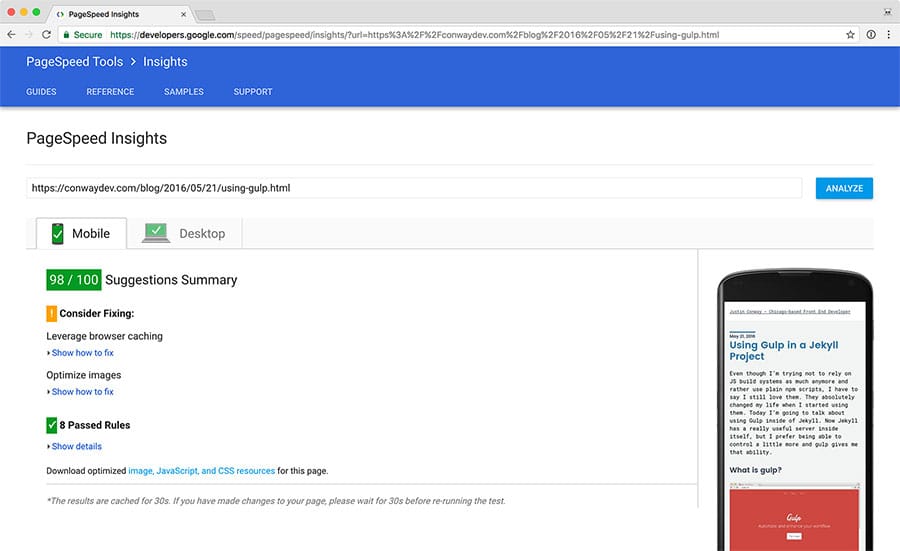 PageSpeed Insights
Secure https://developers.google.com/speed/pagespeed/insights/?url=https%3A%2F%2Fconwaydev.com%2Fblog%2F2016%2F05%2F21%2Fusing-gulp.html
PageSpeed Tools > Insights
GUIDES REFERENCE SAMPLES SUPPORT
PageSpeed Insights
https://conwaydev.com/blog/2016/05/21/using-gulp.html ANALYZE
Mobile Desktop
98 / 100 Suggestions Summary
! Consider Fixing:
Leverage browser caching
Show how to fix
Optimize images
Show how to fix
8 Passed Rules
Show details
Download optimized image, JavaScript, and CSS resources for this page.
*The results are cached for 30s. If you have made changes to your page, please wait for 30s before re-running the test.
Justin Conway - Chicago-based Front End Developer
May 21, 2016
Using Gulp in a Jekyll
Project
Even though I'm trying not to rely on
JS build systems as much anymore and
rather use plain npm scripts, I have to
say I still love them. They absolutely
changed my life when I started using
them. Today I'm going to talk about
using Gulp inside of Jekyll. Now Jekyll
has a really useful server inside
itself, but I prefer being able to
control a little more and gulp gives me
that ability.
What is gulp?
Gulp
Automate and enhance your workflow